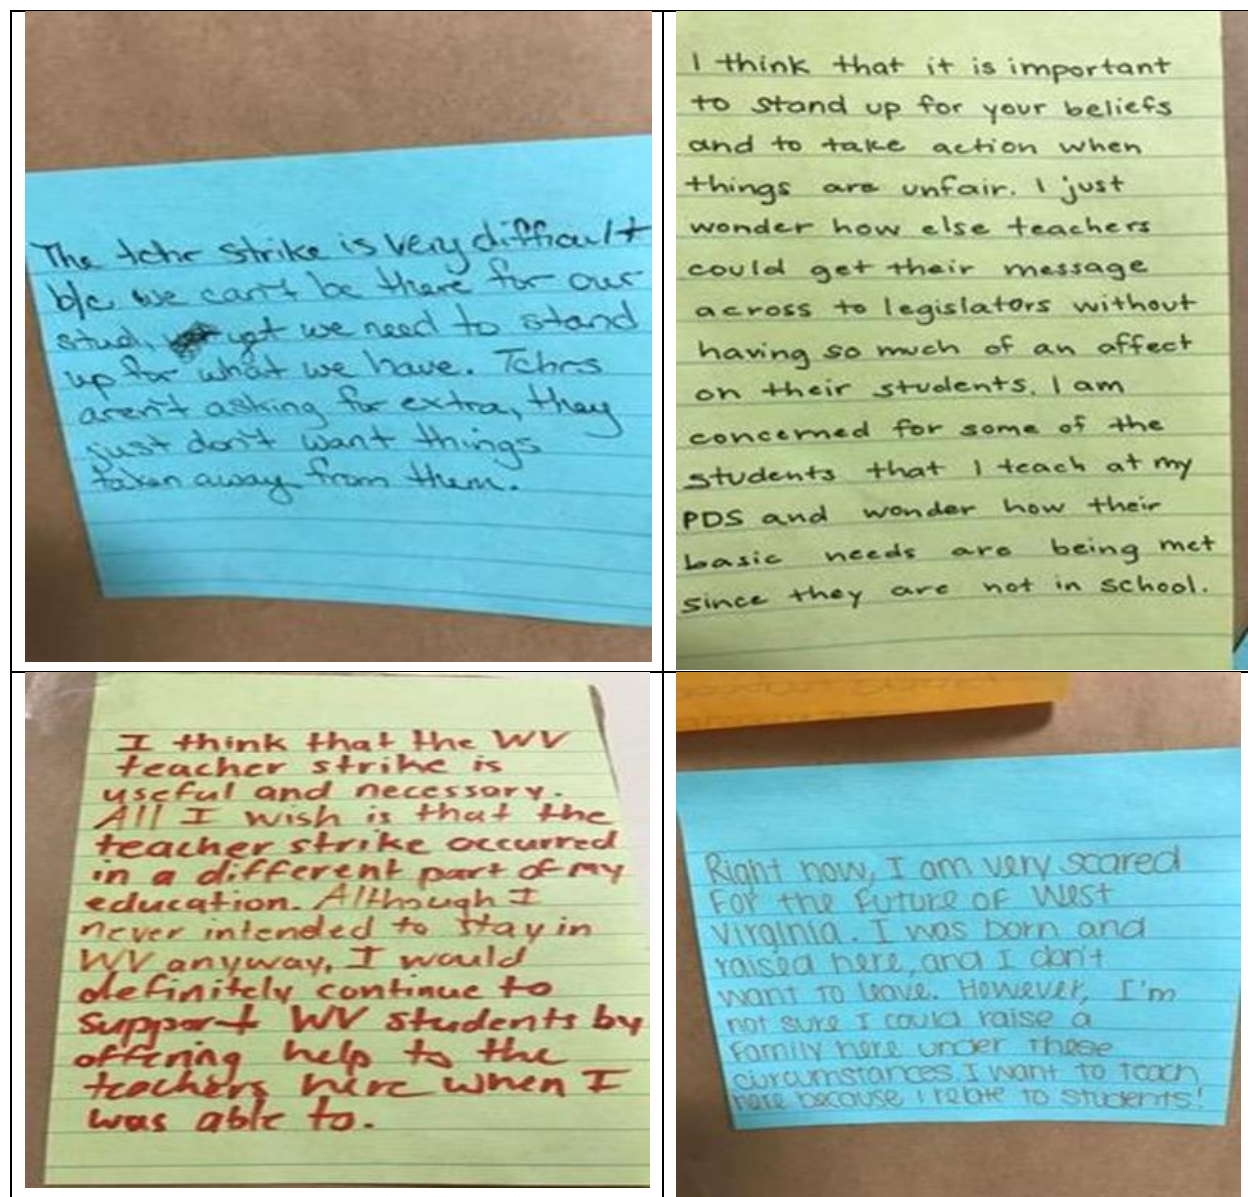 The tchr strike is very difficult
b/c we can't be there for our
stud, yet we need to stand
up for what we have. Tchrs
aren't asking for extra, they
just don't want things
taken away from them.
I think that it is important
to stand up for your beliefs
and to take action when
things are unfair. I just
wonder how else teachers
could get their message
across to legislators without
having so much of an affect
on their students. I am
concerned for some of the
students that I teach at my
PDS and wonder how their
basic needs are being met
since they are not in school.
I think that the WV
teacher strike is
useful and necessary.
All I wish is that the
teacher strike occurred
in a different part of my
education. Although I
never intended to stay in
WV anyway, I would
definitely continue to
support WV students by
offering help to the
teachers here when I
was able to.
Right now, I am very scared
for the future of West
Virginia. I was born and
raised here, and I don't
want to leave. However, I'm
not sure I could raise a
family here under these
circumstances. I want to teach
here because I relate to students!